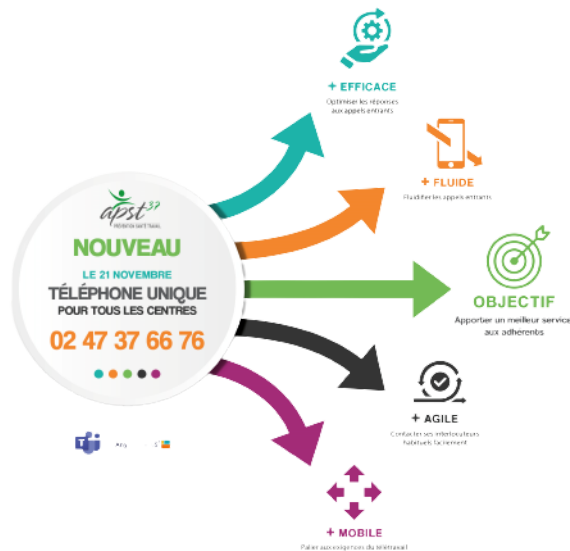 apst37
PRÉVENTION SANTÉ TRAVAIL
NOUVEAU
LE 21 NOVEMBRE
TÉLÉPHONE UNIQUE
POUR TOUS LES CENTRES
02 47 37 66 76
+ EFFICACE
Optimiser les réponses
aux appels entrants
+ FLUIDE
Fluidifier les appels entrants
OBJECTIF
Apporter un meilleur service
aux adhérents
+ AGILE
Contacter ses interlocuteurs
habituels facilement
+ MOBILE
Palier aux exigences du télétravail